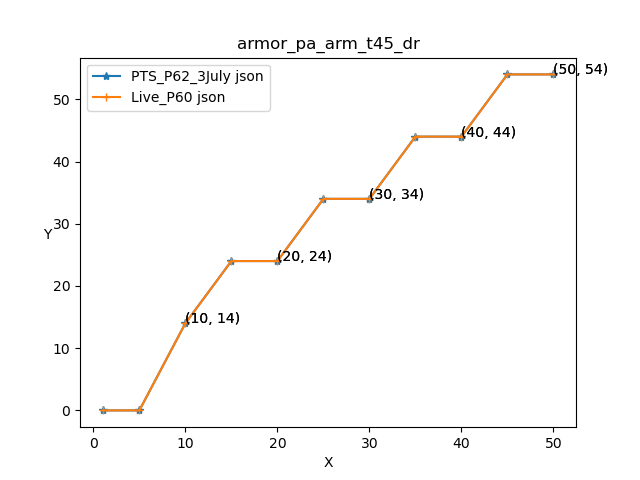 armor_pa_arm_t45_dr
PTS_P62_3July json
Live_P60 json
(50, 54)
(40, 44)
(30, 34)
(20, 24)
(10, 14)
Y
50
40
30
20
10
0
0 10 20 30 40 50
X